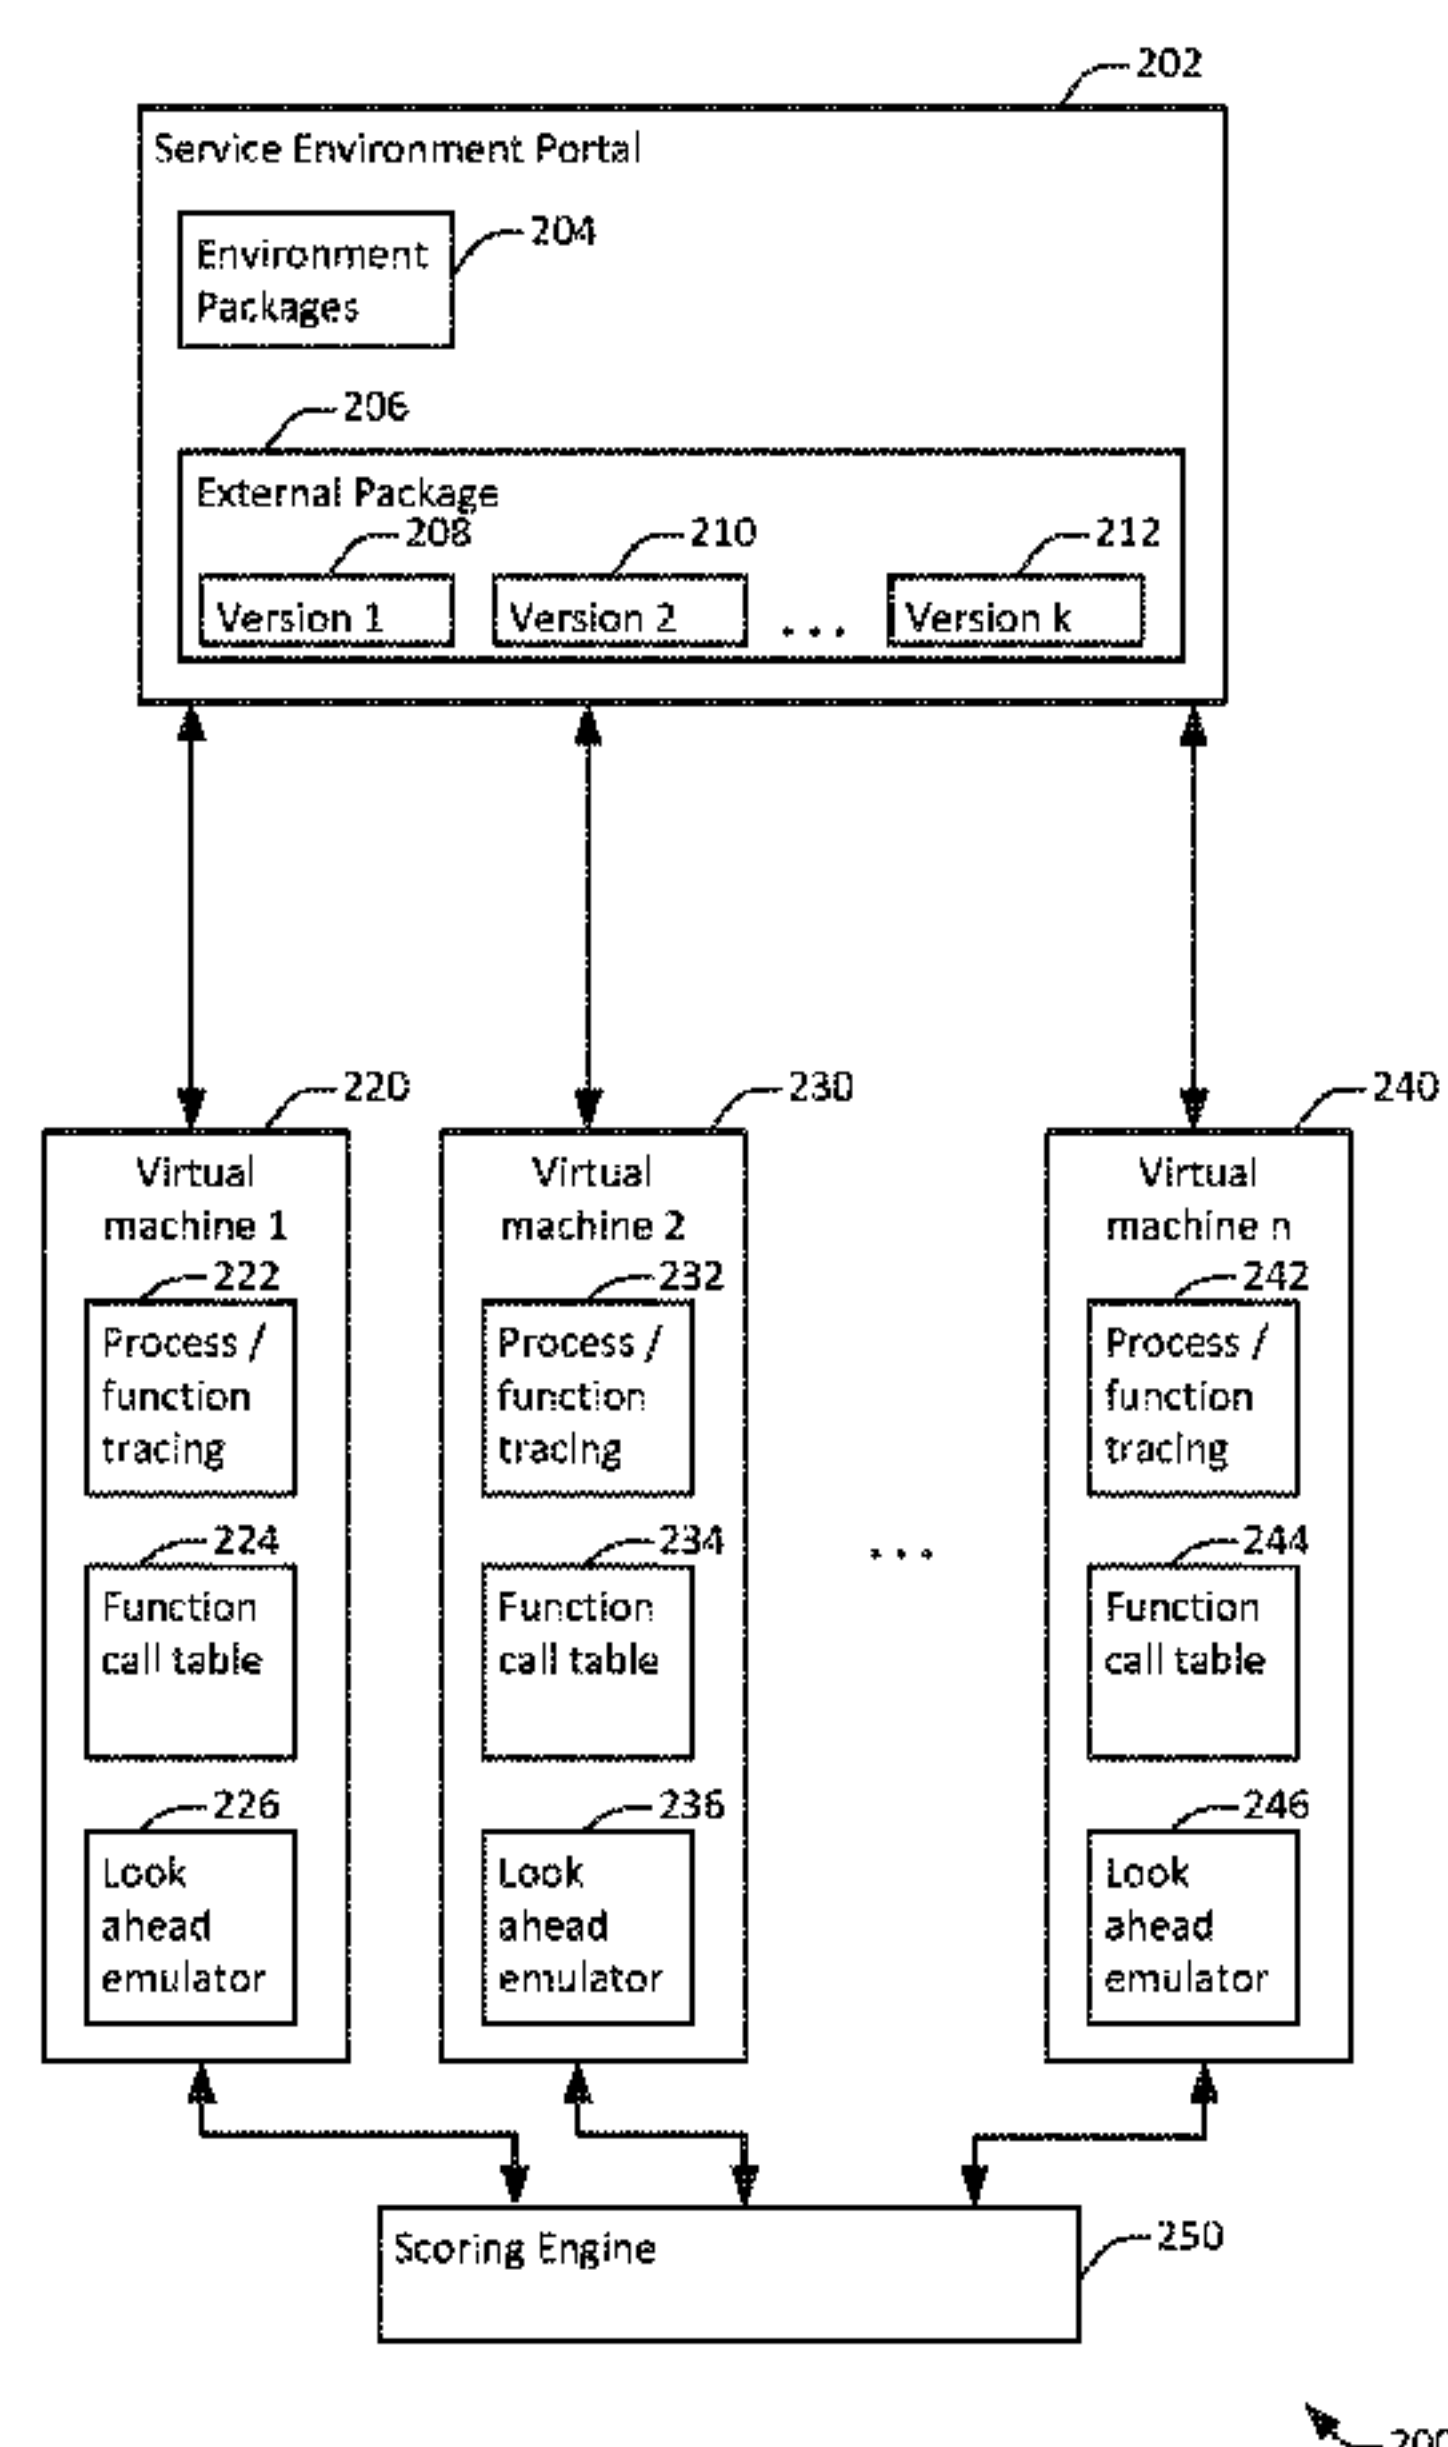 202
Service Environment Portal
204
Environment
Packages
206
External Package
208
210
212
Version 1
Version 2
...
Version k
220
230
240
Virtual
machine 1
Virtual
machine 2
Virtual
machine n
222
232
242
Process /
function
tracing
Process /
function
tracing
Process /
function
tracing
224
234
244
...
Function
call table
Function
call table
Function
call table
226
236
246
Look
ahead
emulator
Look
ahead
emulator
Look
ahead
emulator
Scoring Engine
250
200